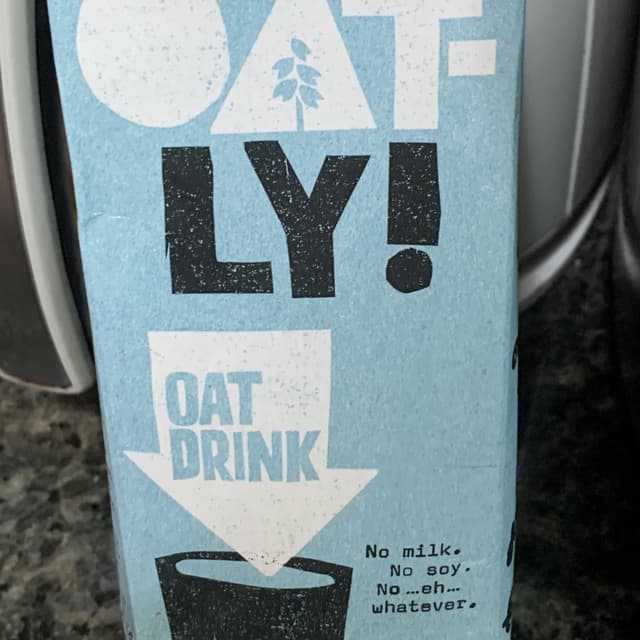 OAT-
LY!
OAT
DRINK
No milk.
No soy.
No ...eh...
whatever.